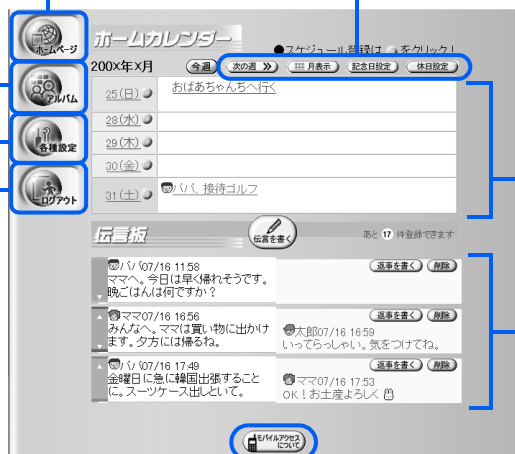 ホームページ
アルバム
各種設定
ログアウト
ホームカレンダー
●スケジュール登録は をクリック!
200X年X月
今週
次の週
月表示
記念日設定
休日設定
25(日)
おばあちゃんちへ行く
28(水)
29(木)
30(金)
31(土)
パパ、接待ゴルフ
伝言板
伝言を書く
あと 17 件登録できます
パパ07/16 11:58
ママへ。今日は早く帰れそうです。
晩ごはんは何ですか?
返事を書く 削除
ママ07/16 16:56
みんなへ。ママは買い物に出かけ
ます。夕方には帰るね。
返事を書く 削除
太郎07/16 16:59
いってらっしゃい。気をつけてね。
パパ07/16 17:49
金曜日に急に韓国出張すること
に。スーツケース出しといて。
返事を書く 削除
ママ07/16 17:53
OK!お土産よろしく
モバイルアクセス
について